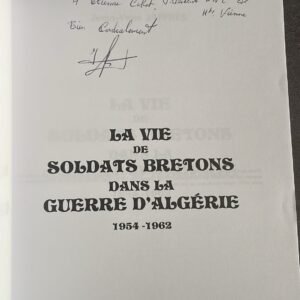 Bien Cordialement
LA VIE
DE
SOLDATS BRETONS
DANS LA
GUERRE D'ALGÉRIE
1954 -1962